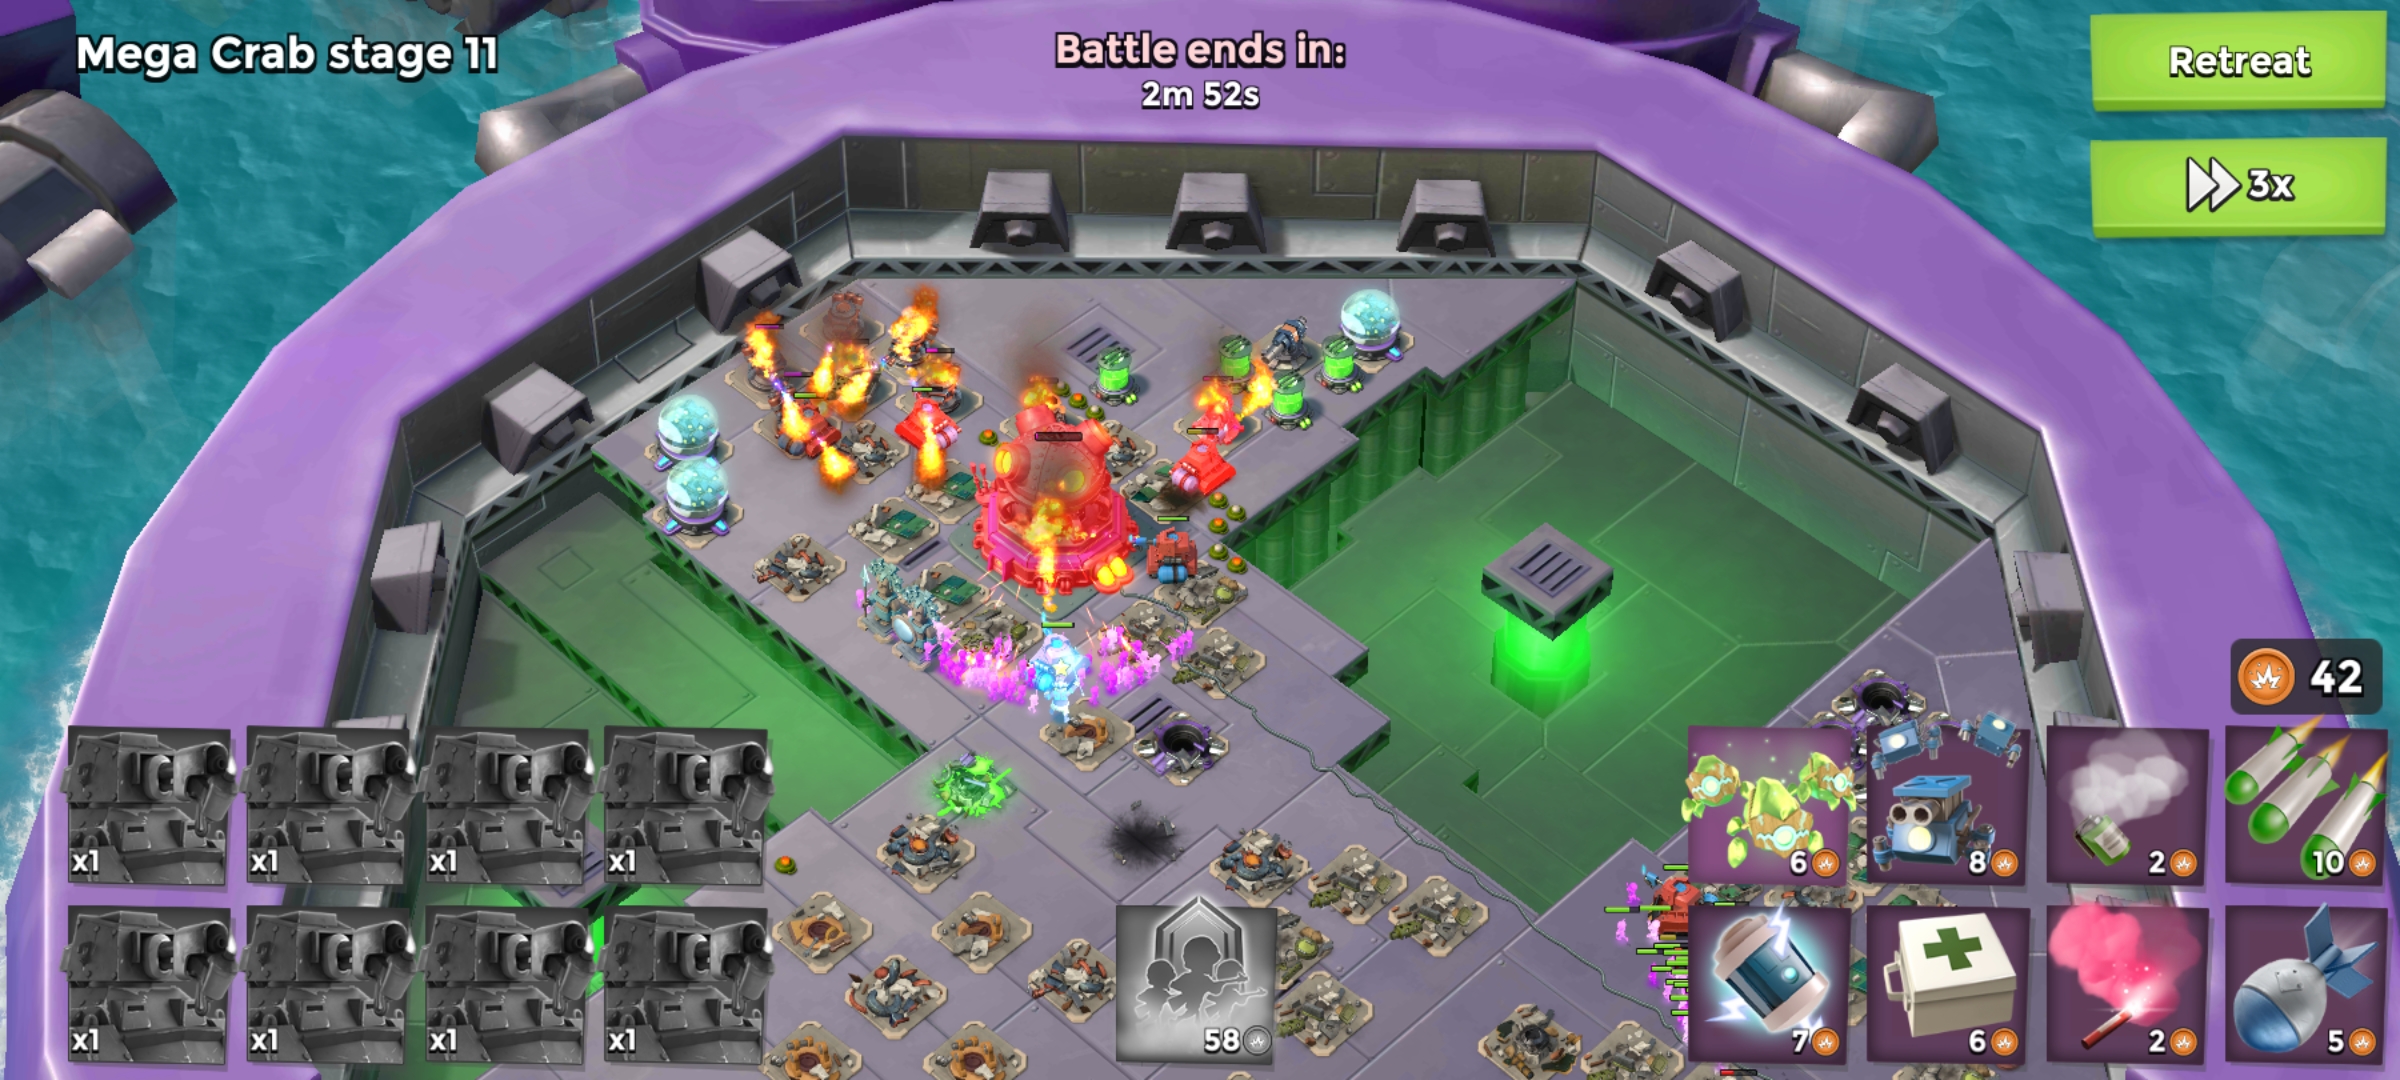 Mega Crab stage 11
Battle ends in:
2m 52s
Retreat
3x
42
x1
x1
x1
x1
6
8
2
10
x1
x1
x1
x1
58
7
6
2
5